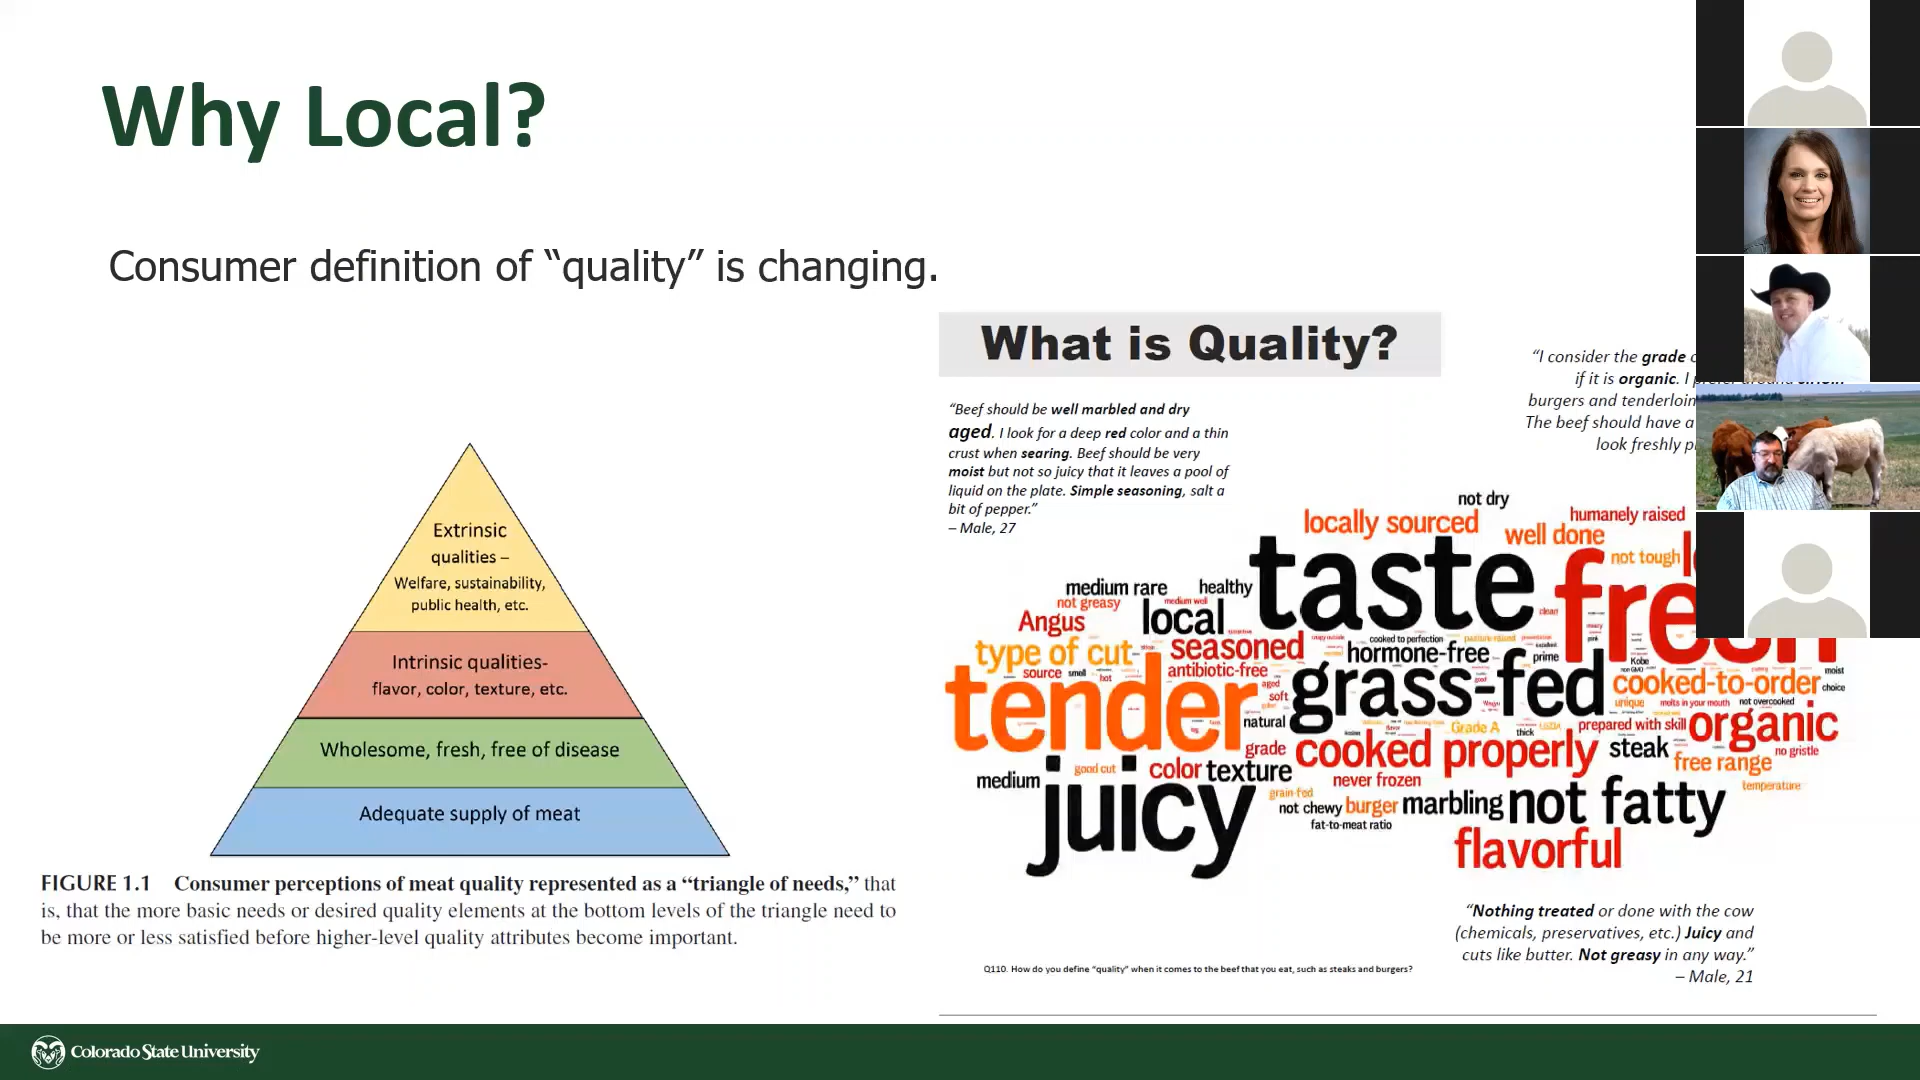 Why Local?
Consumer definition of “quality” is changing.
Extrinsic
qualities –
Welfare, sustainability,
public health, etc.
Intrinsic qualities-
flavor, color, texture, etc.
Wholesome, fresh, free of disease
Adequate supply of meat
FIGURE 1.1 Consumer perceptions of meat quality represented as a “triangle of needs,” that
is, that the more basic needs or desired quality elements at the bottom levels of the triangle need to
be more or less satisfied before higher-level quality attributes become important.
What is Quality?
“Beef should be well marbled and dry
aged. I look for a deep red color and a thin
crust when searing. Beef should be very
moist but not so juicy that it leaves a pool of
liquid on the plate. Simple seasoning, salt a
bit of pepper.”
– Male, 27
“I consider the grade
if it is organic. I
burgers and tenderloin
The beef should have a
look freshly
not dry
locally sourced
humanely raised
well done
taste
not tough
fresh
medium rare
healthy
not greasy
medium well
local
clean
Angus
type of cut
seasoned
cooked to perfection
pasture raised
hormone-free
prime
Kobe
non GMO
source
smell
hot
antibiotic-free
moist
tender
aged
soft
grass-fed
cooked-to-order
choice
unique
melts in your mouth
not overcooked
natural
Grade A
thick
USDA
prepared with skill
organic
grade
cooked properly
steak
no gristle
free range
medium
good cut
color
texture
never frozen
temperature
juicy
grain-fed
not chewy
burger
marbling
not fatty
fat-to-meat ratio
flavorful
“Nothing treated or done with the cow
(chemicals, preservatives, etc.) Juicy and
cuts like butter. Not greasy in any way.”
– Male, 21
Q110. How do you define “quality” when it comes to the beef that you eat, such as steaks and burgers?
Colorado State University